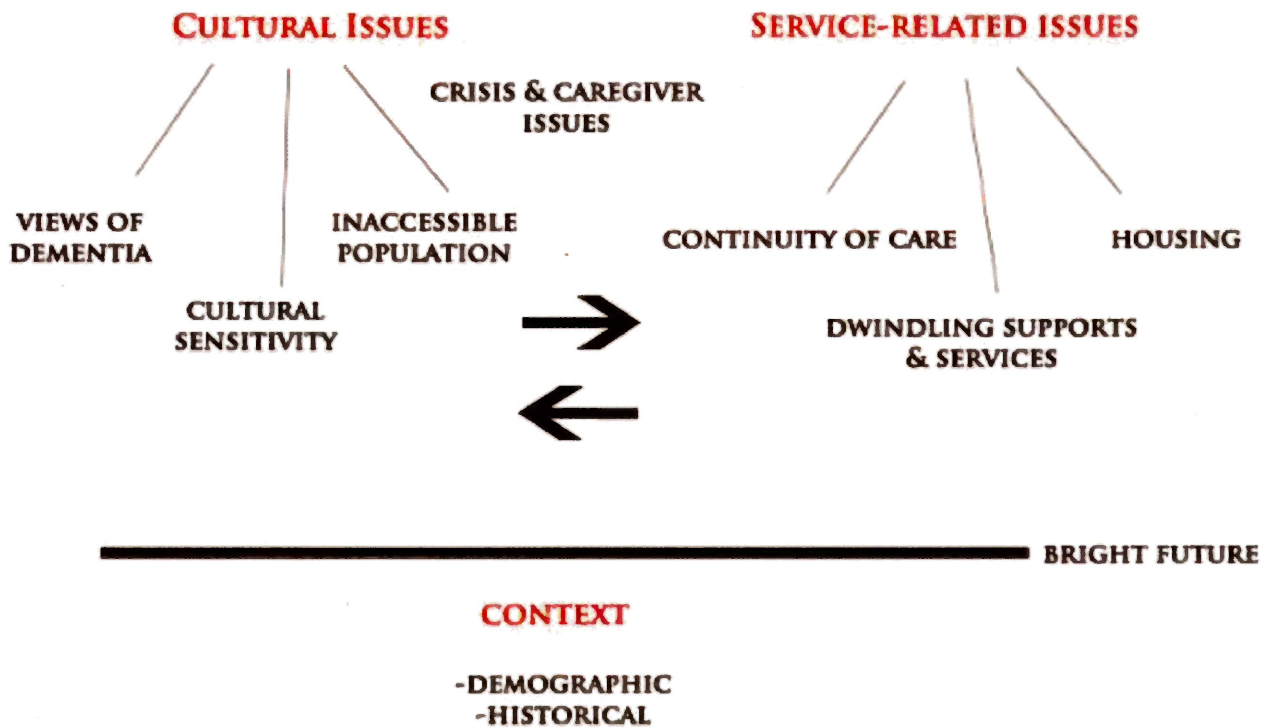 CULTURAL ISSUES
SERVICE-RELATED ISSUES
CRISIS & CAREGIVER
ISSUES
VIEWS OF
DEMENTIA
INACCESSIBLE
POPULATION
CULTURAL
SENSITIVITY
CONTINUITY OF CARE
HOUSING
DWINDLING SUPPORTS
& SERVICES
BRIGHT FUTURE
CONTEXT
-DEMOGRAPHIC
-HISTORICAL